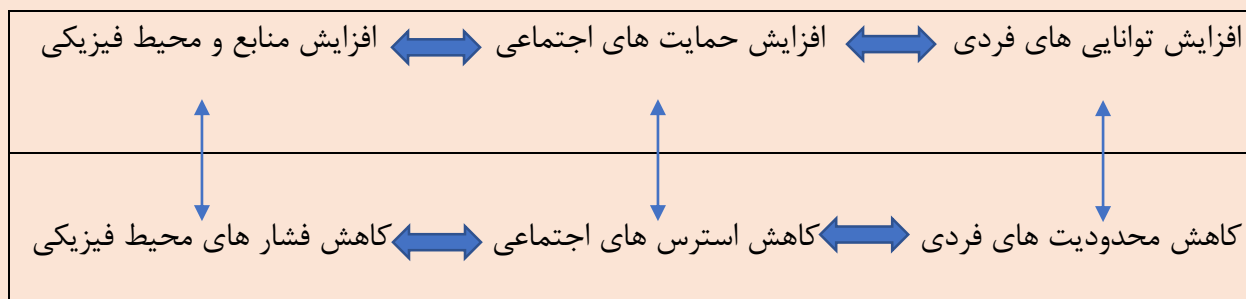 افزایش توانایی های فردی افزایش حمایت های اجتماعی افزایش منابع و محیط فیزیکی
کاهش محدودیت های فردی کاهش استرس های اجتماعی کاهش فشار های محیط فیزیکی